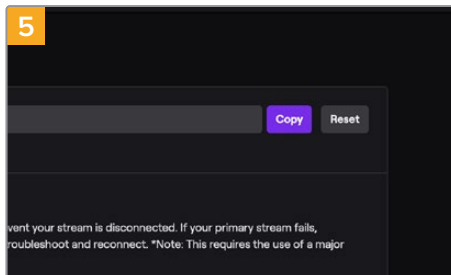 5
Copy Reset
vent your stream is disconnected. If your primary stream fails,
roubleshoot and reconnect. *Note: This requires the use of a major